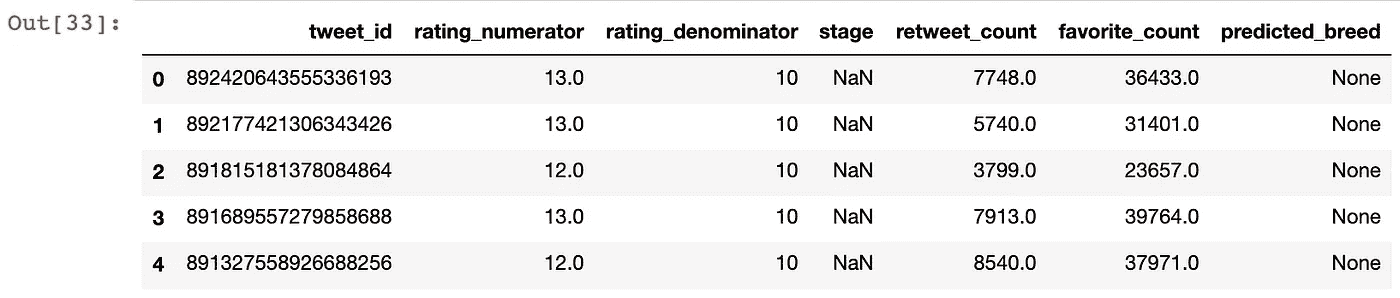 Out[33]:
tweet_id rating_numerator rating_denominator stage retweet_count favorite_count predicted_breed
0 892420643555336193 13.0 10 NaN 7748.0 36433.0 None
1 892177421306343426 13.0 10 NaN 5740.0 31401.0 None
2 891815181378084864 12.0 10 NaN 3799.0 23657.0 None
3 891689557279858688 13.0 10 NaN 7913.0 39764.0 None
4 891327558926688256 12.0 10 NaN 8540.0 37971.0 None